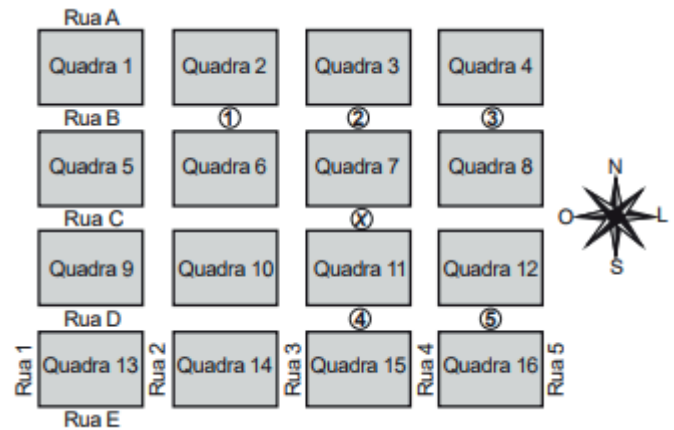 Rua A
Quadra 1 Quadra 2 Quadra 3 Quadra 4
Rua B 1 2 3
Quadra 5 Quadra 6 Quadra 7 Quadra 8
N
Rua C X O L
S
Quadra 9 Quadra 10 Quadra 11 Quadra 12
Rua D 4 5
Rua 1 Quadra 13 Rua 2 Quadra 14 Rua 3 Quadra 15 Rua 4 Quadra 16 Rua 5
Rua E